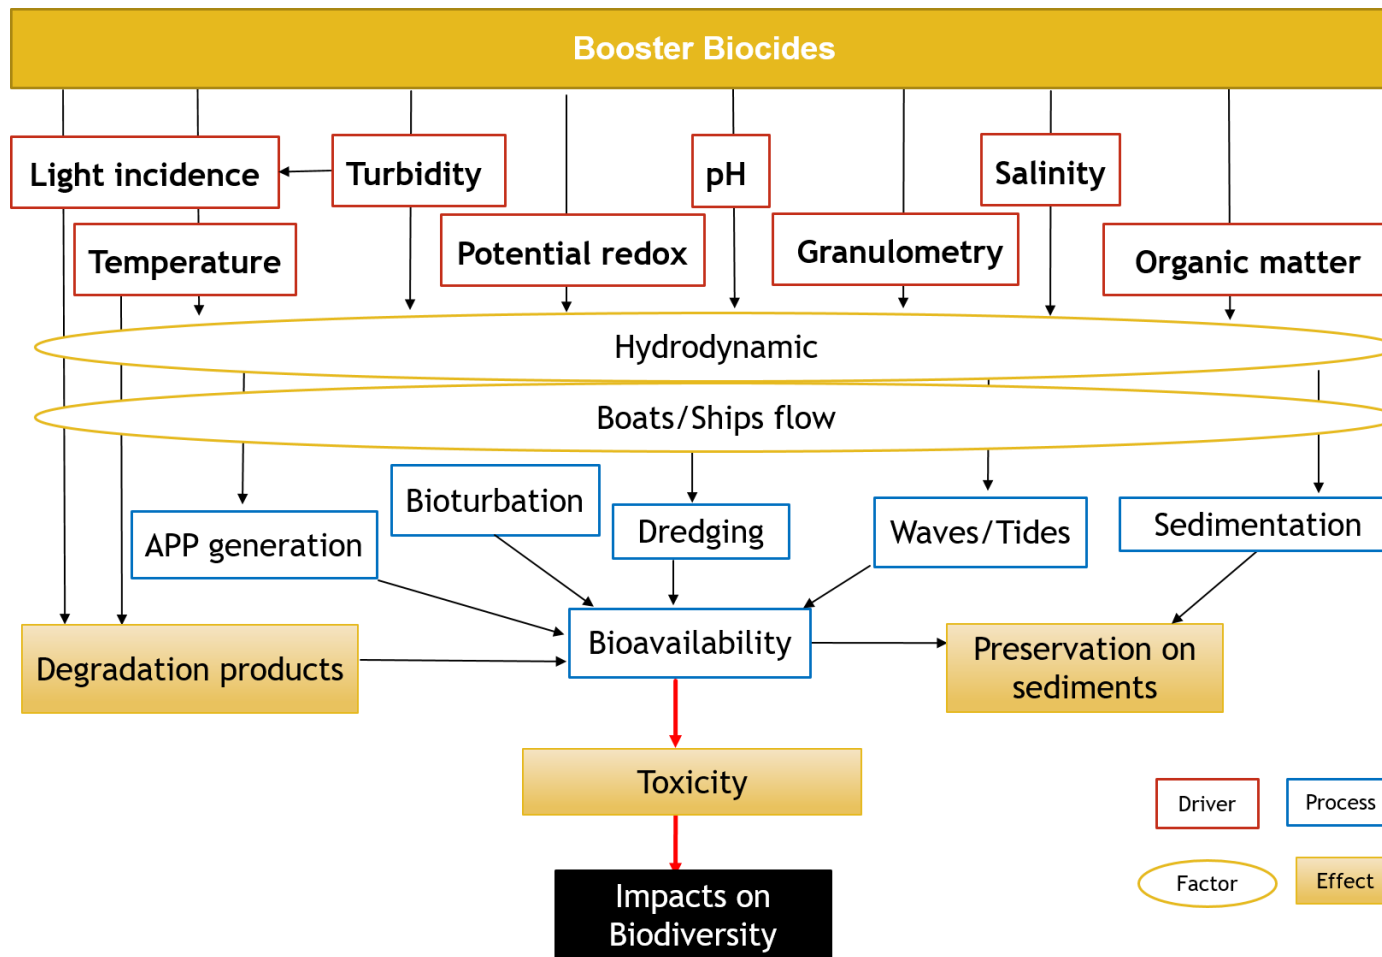 Booster Biocides
Light incidence
Turbidity
pH
Salinity
Temperature
Potential redox
Granulometry
Organic matter
Hydrodynamic
Boats/Ships flow
Bioturbation
APP generation
Dredging
Waves/Tides
Sedimentation
Bioavailability
Degradation products
Preservation on
sediments
Toxicity
Driver
Process
Factor
Effect
Impacts on
Biodiversity